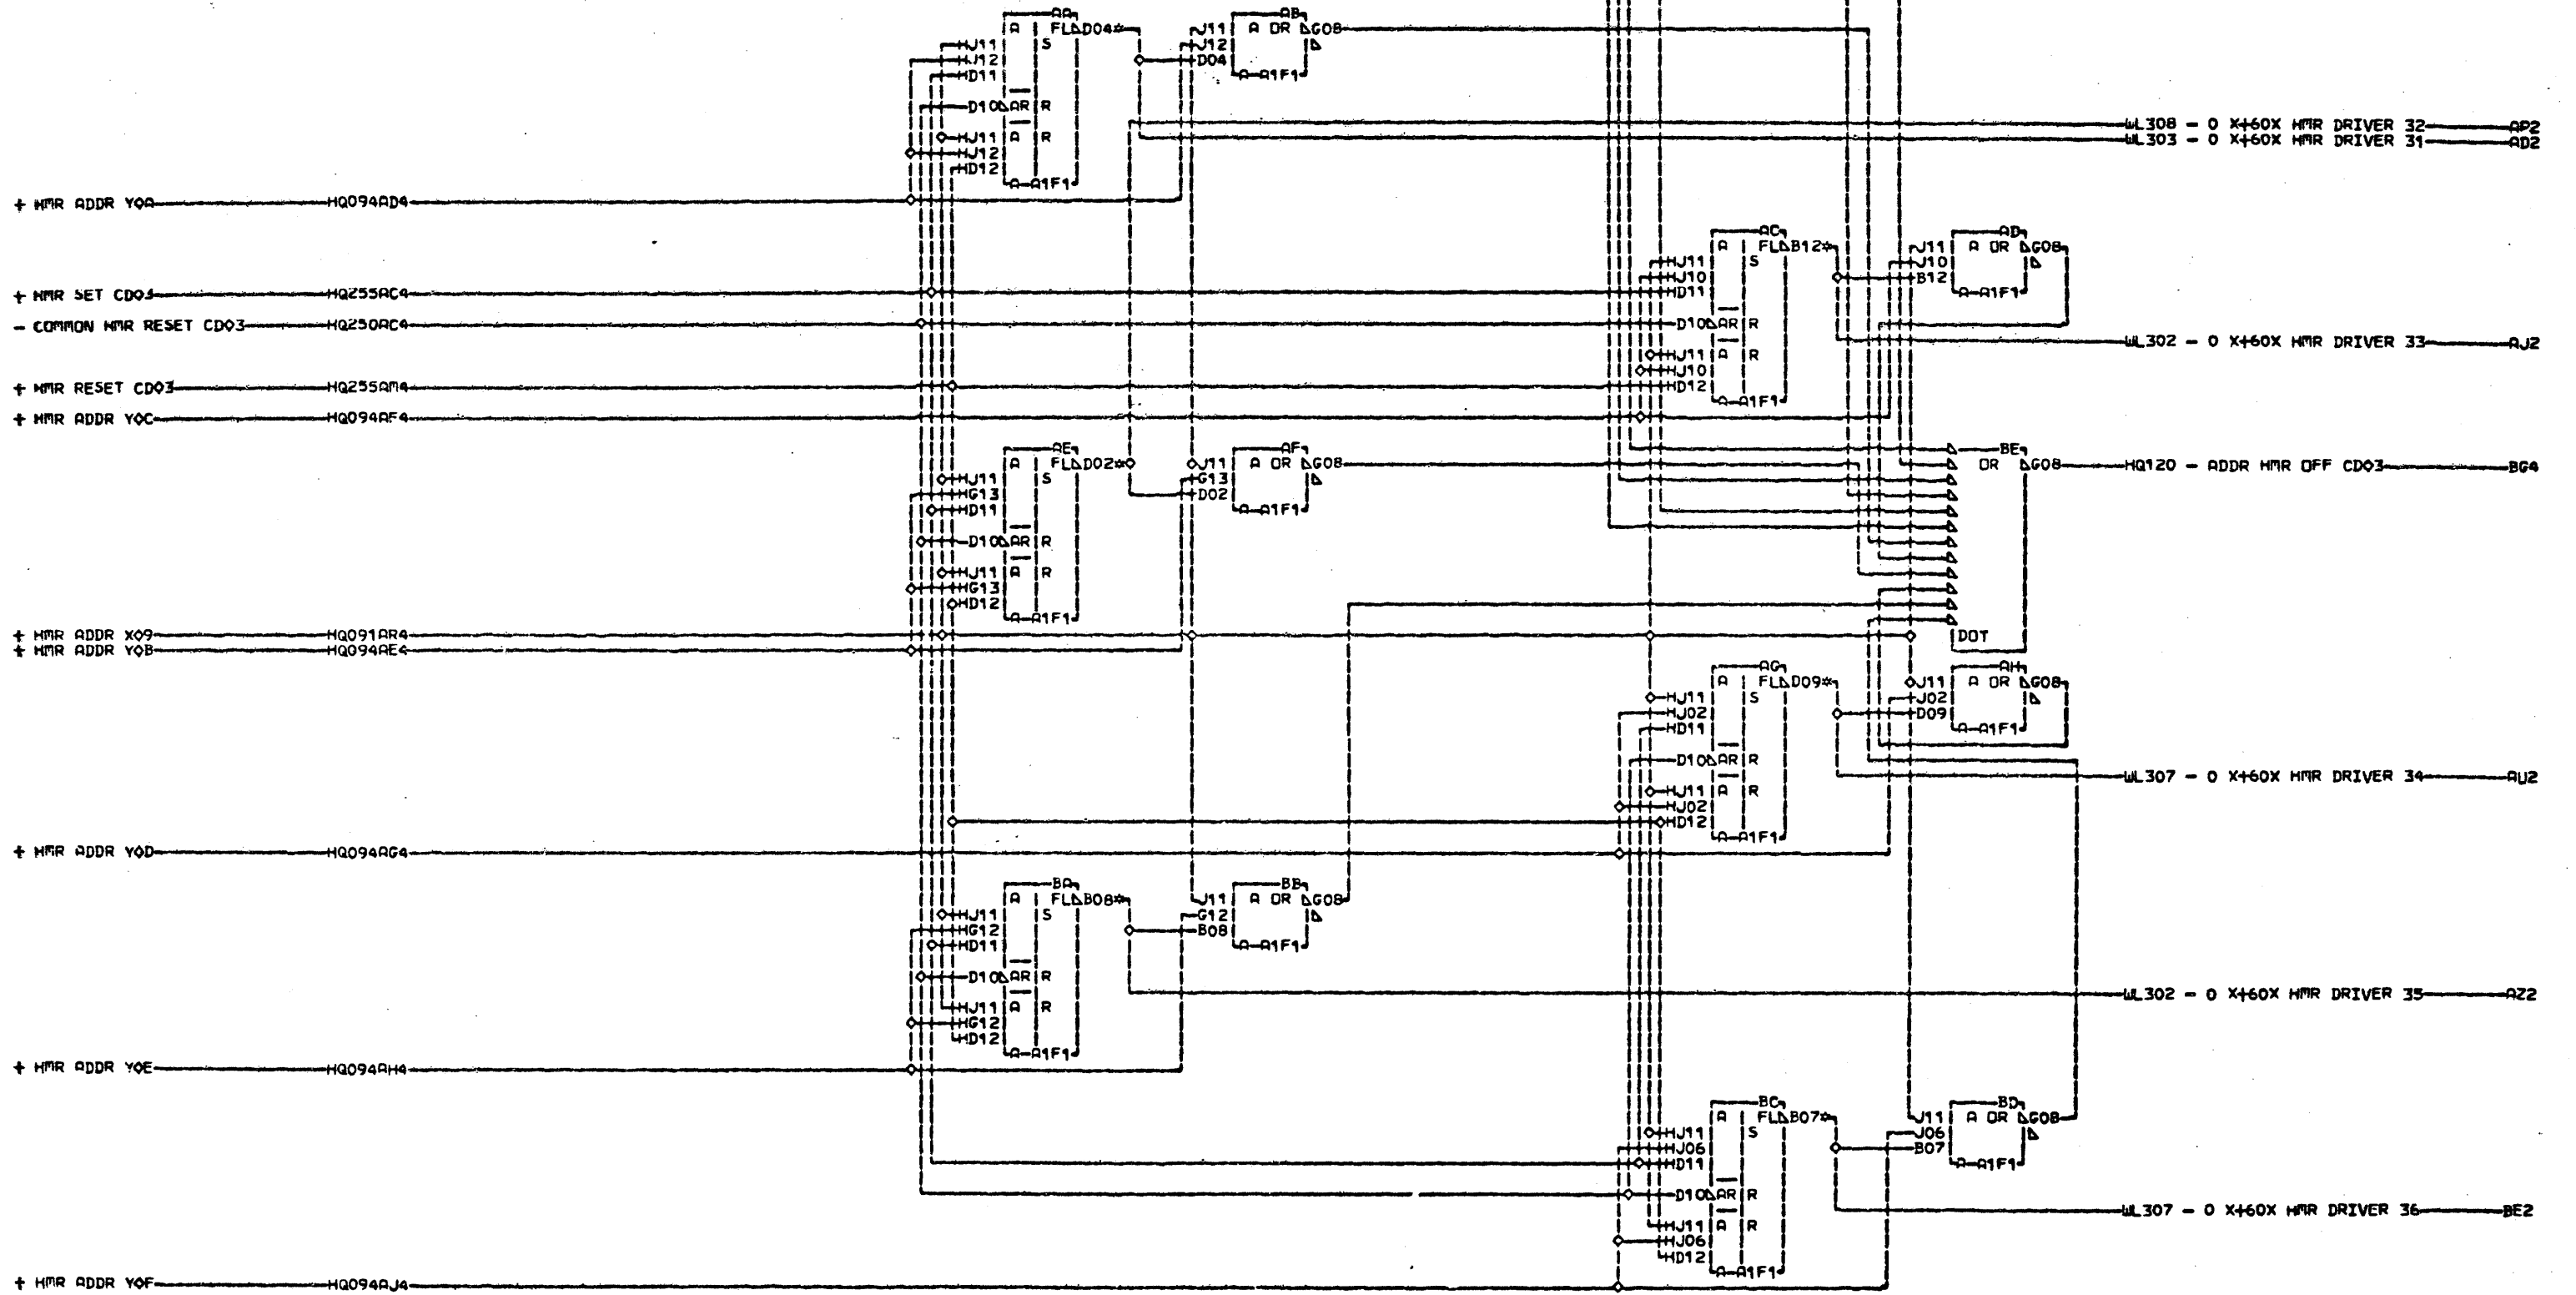 AA
A FL D04*
J11 S
J12
D11
D10 AR R
J11 A R
J12
D12
A-A1F1
AB
J11 A OR G08
J12
D04
A-A1F1
WL308 - 0 X+60X HMR DRIVER 32 AP2
WL303 - 0 X+60X HMR DRIVER 31 AD2
+ HMR ADDR Y0A HQ094AD4
AC
A FL B12*
J11 S
J10
D11
D10 AR R
J11 A R
J10
D12
A-A1F1
AD
J11 A OR G08
J10
B12
A-A1F1
+ HMR SET CD03 HQ255AC4
- COMMON HMR RESET CD03 HQ250AC4
WL302 - 0 X+60X HMR DRIVER 33 AJ2
+ HMR RESET CD03 HQ255AM4
+ HMR ADDR Y0C HQ094AF4
AE
A FL D02*
J11 S
G13
D11
D10 AR R
J11 A R
G13
D12
A-A1F1
AF
J11 A OR G08
G13
D02
A-A1F1
BE
OR G08 HQ120 - ADDR HMR OFF CD03 BG4
DOT
+ HMR ADDR X09 HQ091AR4
+ HMR ADDR Y0B HQ094AE4
AG
A FL D09*
J11 S
J02
D11
D10 AR R
J11 A R
J02
D12
A-A1F1
AH
J11 A OR G08
J02
D09
A-A1F1
WL307 - 0 X+60X HMR DRIVER 34 AU2
+ HMR ADDR Y0D HQ094AG4
BA
A FL B08*
J11 S
G12
D11
D10 AR R
J11 A R
G12
D12
A-A1F1
BB
J11 A OR G08
G12
B08
A-A1F1
WL302 - 0 X+60X HMR DRIVER 35 AZ2
+ HMR ADDR Y0E HQ094AH4
BC
A FL B07*
J11 S
J06
D11
D10 AR R
J11 A R
J06
D12
A-A1F1
BD
J11 A OR G08
J06
B07
A-A1F1
WL307 - 0 X+60X HMR DRIVER 36 BE2
+ HMR ADDR Y0F HQ094AJ4